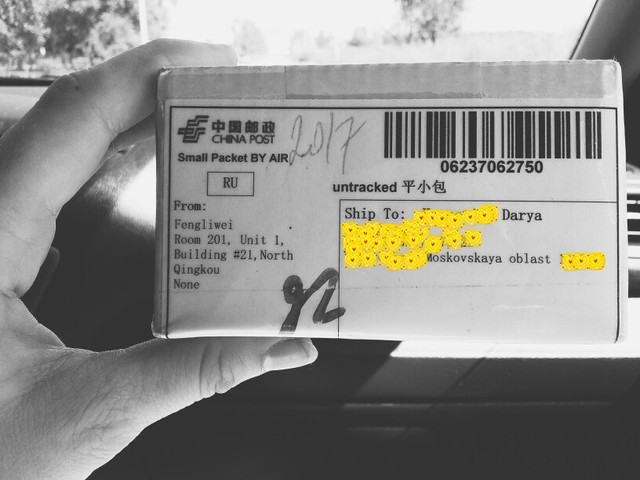 中国邮政
CHINA POST
Small Packet BY AIR
2017
RU
06237062750
untracked 平小包
From:
Fengliwei
Room 201, Unit 1,
Building #21,North
Qingkou
None
Ship To: Darya
Moskovskaya oblast